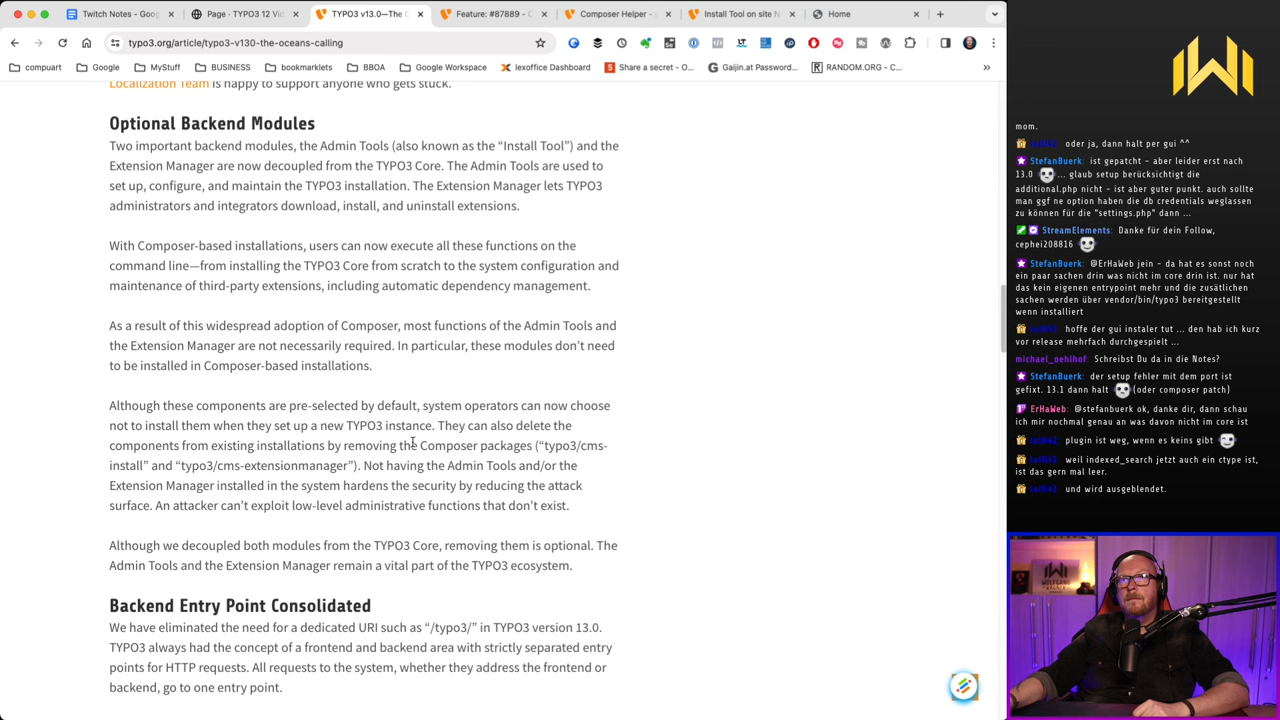 Twitch Notes - Goo
Page - TYPO3 12 Vid
TYPO3 v13.0—The O
Feature: #87889 - C
Composer Helper - g
Install Tool on site N
Home
typo3.org/article/typo3-v130-the-oceans-calling
compuart
Google
MyStuff
BUSINESS
bookmarklets
BBOA
Google Workspace
lexoffice Dashboard
Share a secret - O...
Gaijin.at Password...
RANDOM.ORG - C...
»
Localization Team is happy to support anyone who gets stuck.
Optional Backend Modules
Two important backend modules, the Admin Tools (also known as the “Install Tool”) and the
Extension Manager are now decoupled from the TYPO3 Core. The Admin Tools are used to
set up, configure, and maintain the TYPO3 installation. The Extension Manager lets TYPO3
administrators and integrators download, install, and uninstall extensions.
With Composer-based installations, users can now execute all these functions on the
command line—from installing the TYPO3 Core from scratch to the system configuration and
maintenance of third-party extensions, including automatic dependency management.
As a result of this widespread adoption of Composer, most functions of the Admin Tools and
the Extension Manager are not necessarily required. In particular, these modules don’t need
to be installed in Composer-based installations.
Although these components are pre-selected by default, system operators can now choose
not to install them when they set up a new TYPO3 instance. They can also delete the
components from existing installations by removing the Composer packages (“typo3/cms-
install” and “typo3/cms-extensionmanager”). Not having the Admin Tools and/or the
Extension Manager installed in the system hardens the security by reducing the attack
surface. An attacker can’t exploit low-level administrative functions that don’t exist.
Although we decoupled both modules from the TYPO3 Core, removing them is optional. The
Admin Tools and the Extension Manager remain a vital part of the TYPO3 ecosystem.
Backend Entry Point Consolidated
We have eliminated the need for a dedicated URI such as “/typo3/” in TYPO3 version 13.0.
TYPO3 always had the concept of a frontend and backend area with strictly separated entry
points for HTTP requests. All requests to the system, whether they address the frontend or
backend, go to one entry point.
mom.
oder ja, dann halt per gui ^^
StefanBuerk: ist gepatcht - aber leider erst nach
13.0 ... glaub setup berücksichtigt die
additional.php nicht - ist aber guter punkt. auch sollte
man ggf ne option haben die db credentials weglassen
zu können für die "settings.php" dann ...
StreamElements: Danke für dein Follow,
cephei208816
StefanBuerk: @ErHaWeb jein - da hat es sonst noch
ein paar sachen drin was nicht im core drin ist. nur hat
das kein eigenen entrypoint mehr und die zusätlichen
sachen werden über vendor/bin/typo3 bereitgestellt
wenn installiert
hoffe der gui instaler tut ... den hab ich kurz
vor release mehrfach durchgespielt ...
michael_oehlhof: Schreibst Du da in die Notes?
StefanBuerk: der setup fehler mit dem port ist
gefixt. 13.1 dann halt (oder composer patch)
ErHaWeb: @stefanbuerk ok, danke dir, dann schau
ich mir nochmal genau an was davon nicht im core ist
plugin ist weg, wenn es keins gibt
weil indexed_search jetzt auch ein ctype ist,
ist das gern mal leer.
und wird ausgeblendet.